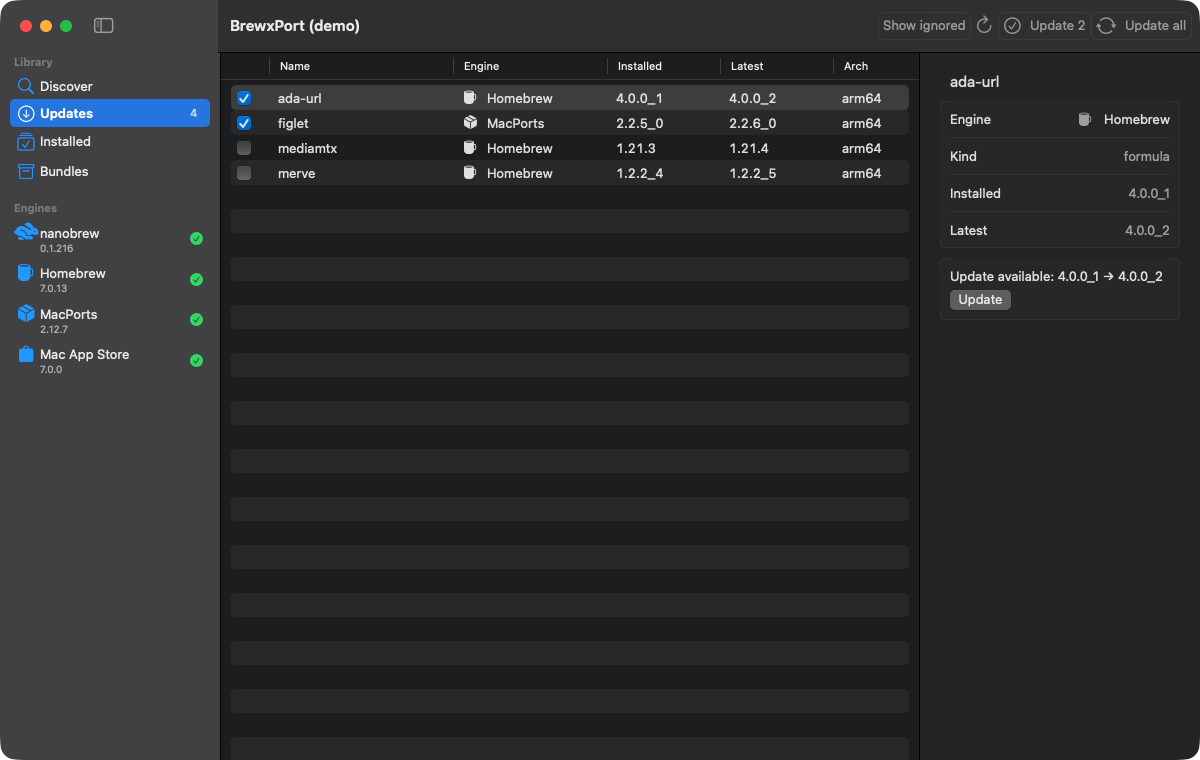 BrewxPort (demo)
Show ignored
Update 2
Update all
Library
Discover
Updates 4
Installed
Bundles
Engines
nanobrew
0.1.216
Homebrew
7.0.13
MacPorts
2.12.7
Mac App Store
7.0.0
Name Engine Installed Latest Arch
ada-url Homebrew 4.0.0_1 4.0.0_2 arm64
figlet MacPorts 2.2.5_0 2.2.6_0 arm64
mediamtx Homebrew 1.21.3 1.21.4 arm64
merve Homebrew 1.2.2_4 1.2.2_5 arm64
ada-url
Engine Homebrew
Kind formula
Installed 4.0.0_1
Latest 4.0.0_2
Update available: 4.0.0_1 → 4.0.0_2
Update